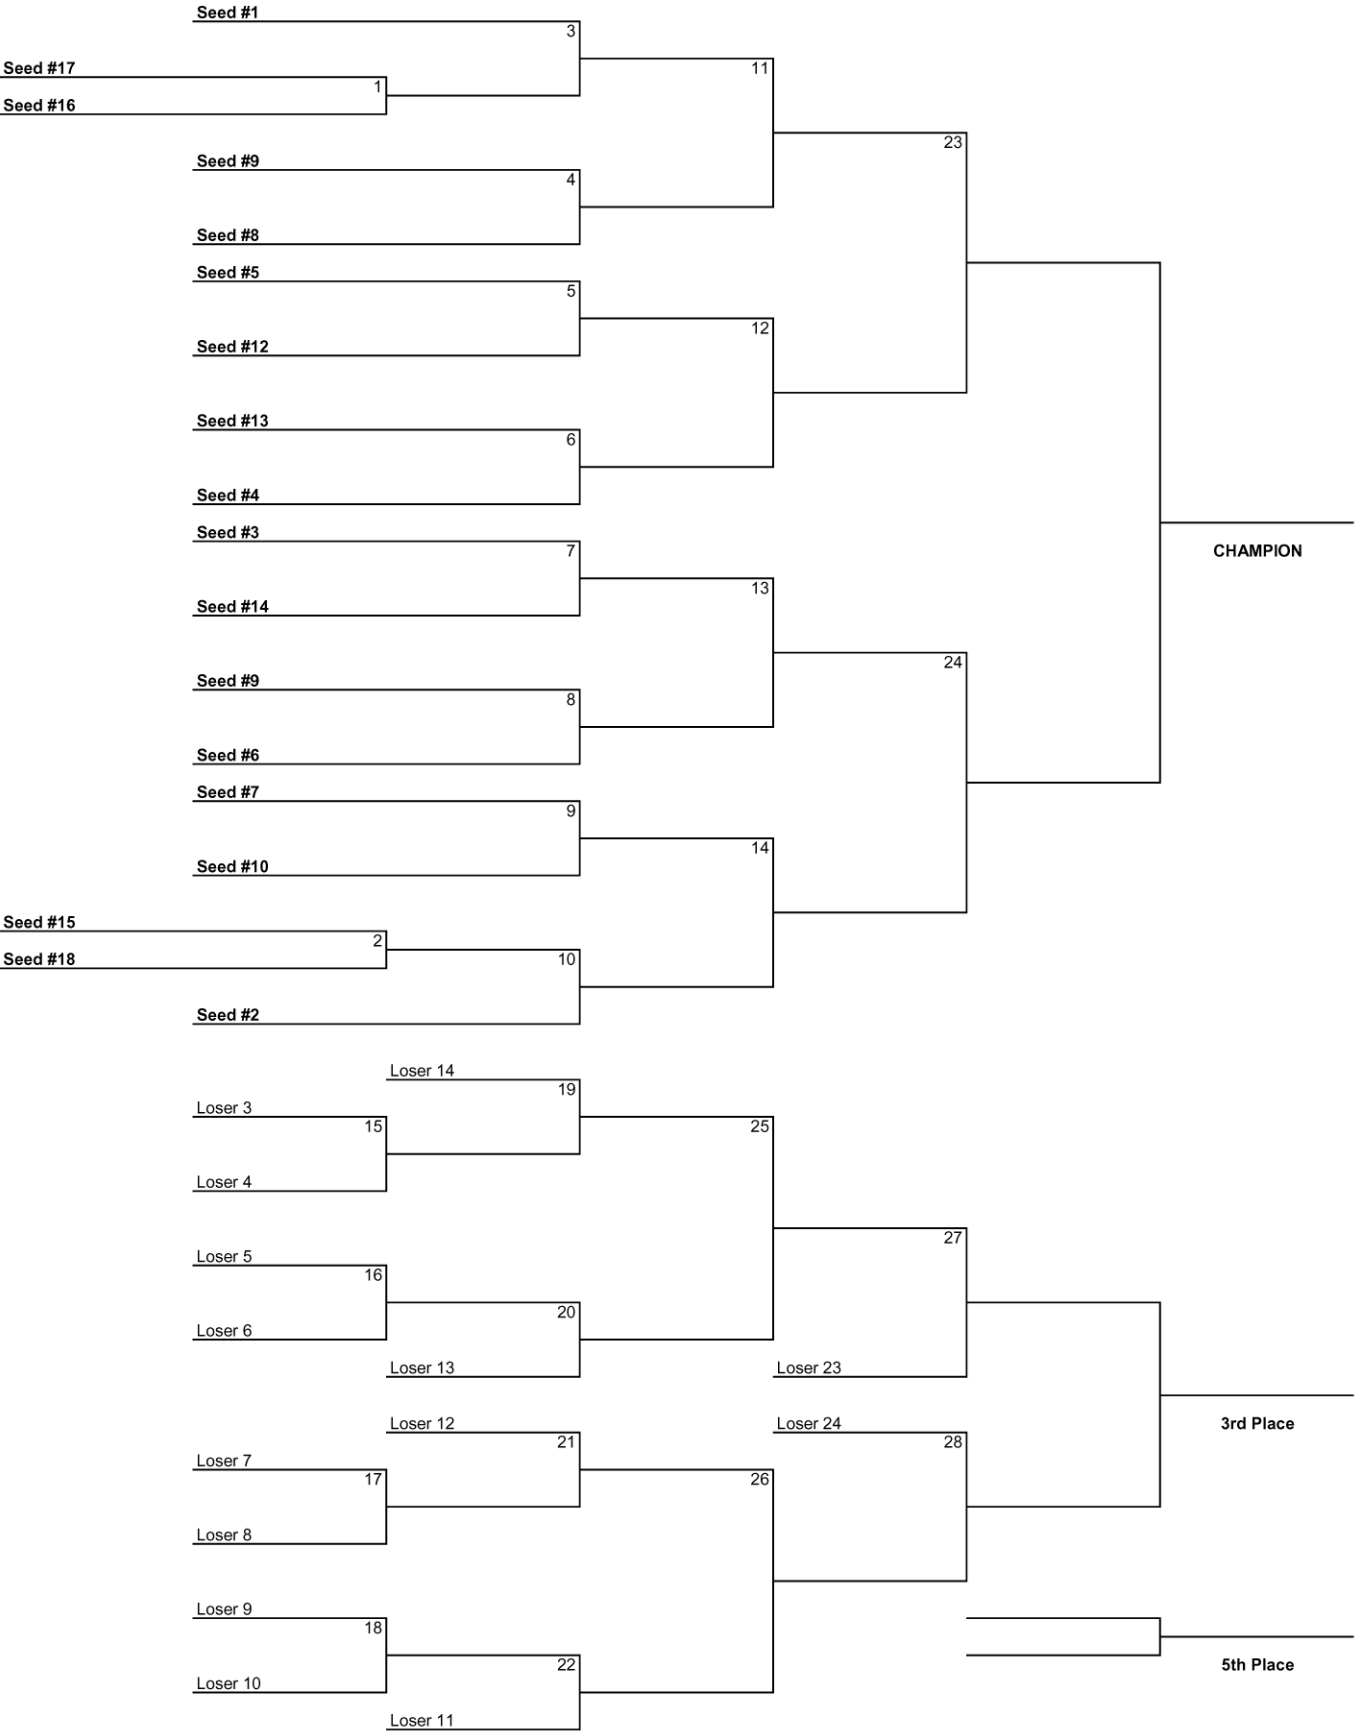 Seed #1
3
Seed #17
11
1
Seed #16
23
Seed #9
4
Seed #8
Seed #5
5
12
Seed #12
Seed #13
6
Seed #4
Seed #3
7
CHAMPION
13
Seed #14
24
Seed #9
8
Seed #6
Seed #7
9
14
Seed #10
Seed #15
2
Seed #18
10
Seed #2
Loser 14
19
Loser 3
15
25
Loser 4
27
Loser 5
16
20
Loser 6
Loser 13
Loser 23
Loser 12
Loser 24
3rd Place
21
28
Loser 7
17
26
Loser 8
Loser 9
18
22
5th Place
Loser 10
Loser 11